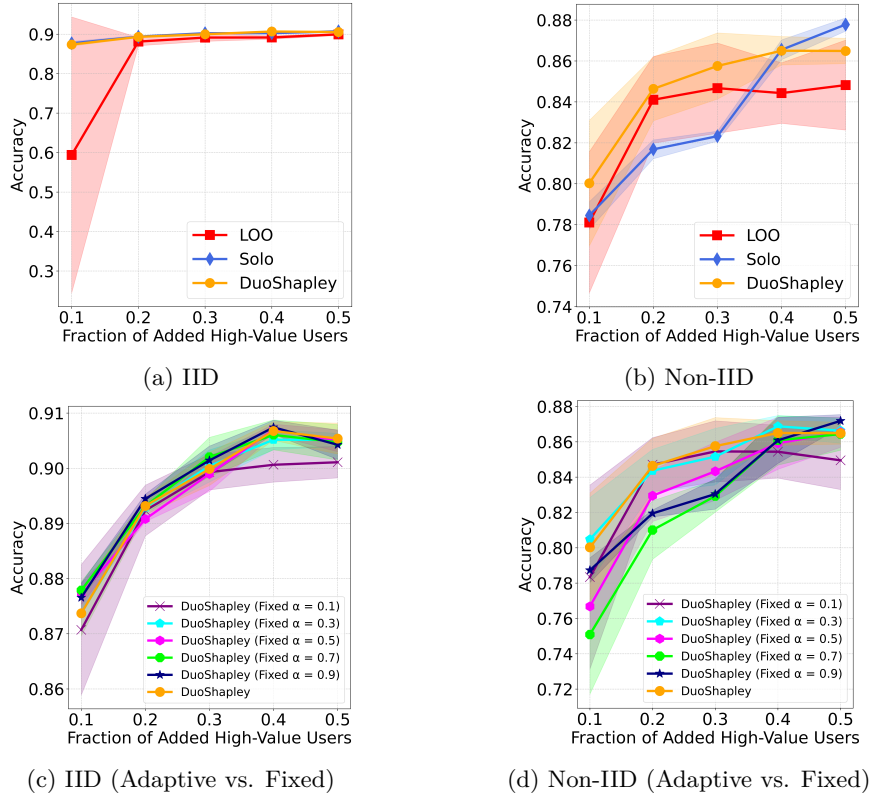 0.9
0.8
0.7
0.6
0.5
0.4
0.3
Accuracy
LOO
Solo
DuoShapley
0.1 0.2 0.3 0.4 0.5
Fraction of Added High-Value Users
(a) IID
0.88
0.86
0.84
0.82
0.80
0.78
0.76
0.74
Accuracy
LOO
Solo
DuoShapley
0.1 0.2 0.3 0.4 0.5
Fraction of Added High-Value Users
(b) Non-IID
0.91
0.90
0.89
0.88
0.87
0.86
Accuracy
DuoShapley (Fixed α = 0.1)
DuoShapley (Fixed α = 0.3)
DuoShapley (Fixed α = 0.5)
DuoShapley (Fixed α = 0.7)
DuoShapley (Fixed α = 0.9)
DuoShapley
0.1 0.2 0.3 0.4 0.5
Fraction of Added High-Value Users
(c) IID (Adaptive vs. Fixed)
0.88
0.86
0.84
0.82
0.80
0.78
0.76
0.74
0.72
Accuracy
DuoShapley (Fixed α = 0.1)
DuoShapley (Fixed α = 0.3)
DuoShapley (Fixed α = 0.5)
DuoShapley (Fixed α = 0.7)
DuoShapley (Fixed α = 0.9)
DuoShapley
0.1 0.2 0.3 0.4 0.5
Fraction of Added High-Value Users
(d) Non-IID (Adaptive vs. Fixed)